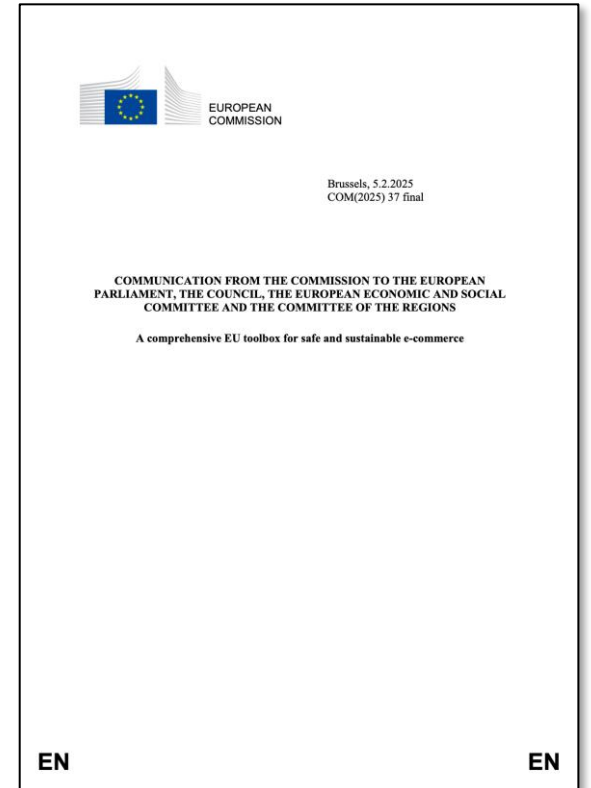 EUROPEAN
COMMISSION
Brussels, 5.2.2025
COM(2025) 37 final
COMMUNICATION FROM THE COMMISSION TO THE EUROPEAN
PARLIAMENT, THE COUNCIL, THE EUROPEAN ECONOMIC AND SOCIAL
COMMITTEE AND THE COMMITTEE OF THE REGIONS
A comprehensive EU toolbox for safe and sustainable e-commerce
EN EN